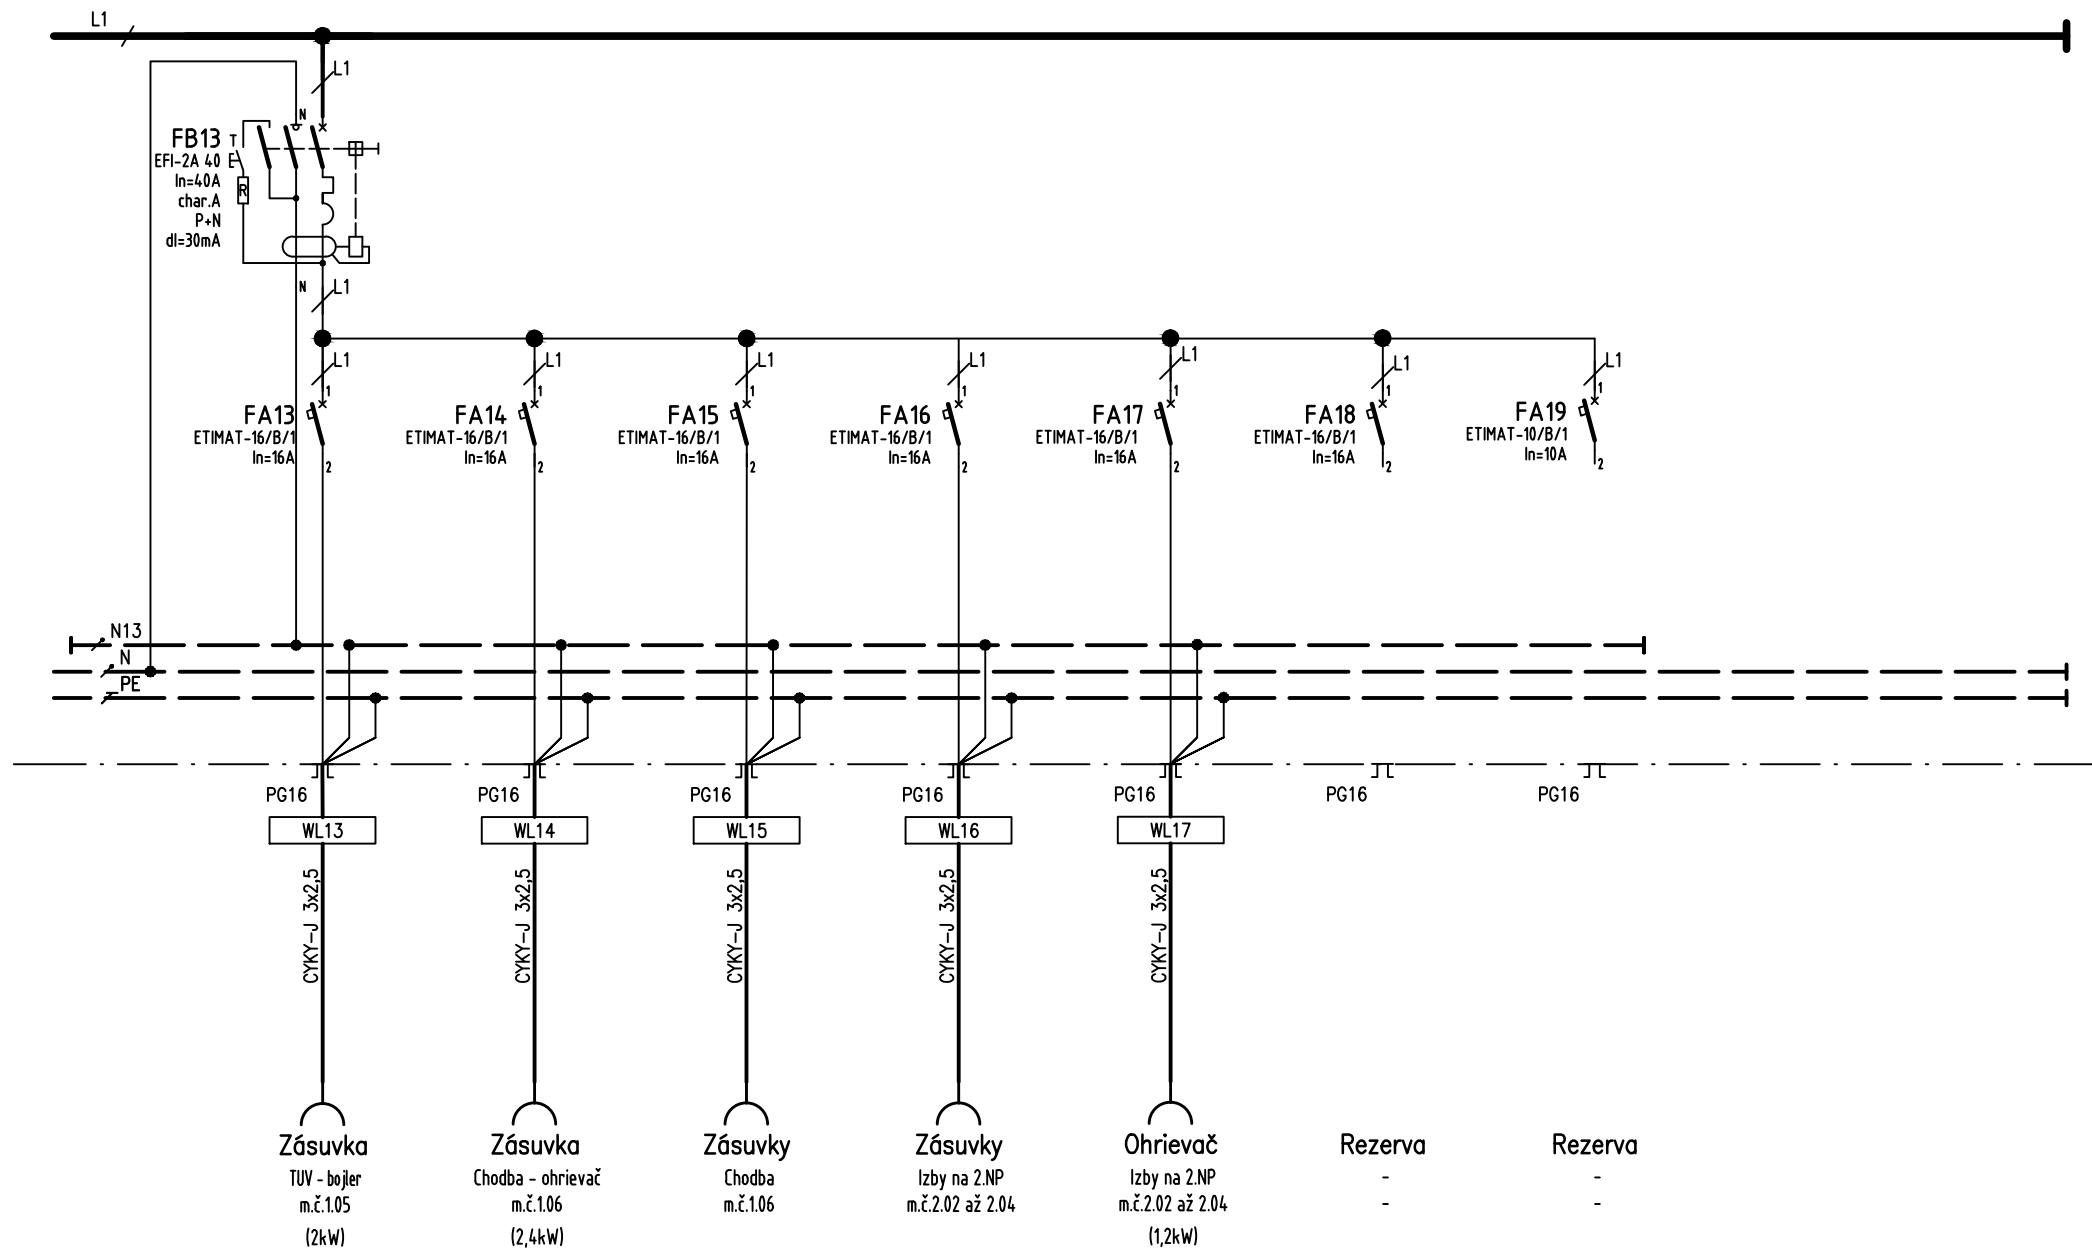 L1
L1
N
FB13
T
EFI-2A 40
E
In=40A
R
char.A
P+N
dI=30mA
N
L1
L1
L1
L1
L1
L1
L1
L1
1
1
1
1
1
1
1
FA13
FA14
FA15
FA16
FA17
FA18
FA19
ETIMAT-16/B/1
ETIMAT-16/B/1
ETIMAT-16/B/1
ETIMAT-16/B/1
ETIMAT-16/B/1
ETIMAT-16/B/1
ETIMAT-10/B/1
In=16A
In=16A
In=16A
In=16A
In=16A
In=16A
In=10A
2
2
2
2
2
2
2
N13
N
PE
PG16
PG16
PG16
PG16
PG16
PG16
PG16
WL13
WL14
WL15
WL16
WL17
CYKY-J 3x2,5
CYKY-J 3x2,5
CYKY-J 3x2,5
CYKY-J 3x2,5
CYKY-J 3x2,5
Zásuvka
TUV - bojler
m.č.1.05
(2kW)
Zásuvka
Chodba - ohrievač
m.č.1.06
(2,4kW)
Zásuvky
Chodba
m.č.1.06
Zásuvky
Izby na 2.NP
m.č.2.02 až 2.04
Ohrievač
Izby na 2.NP
m.č.2.02 až 2.04
(1,2kW)
Rezerva
-
-
Rezerva
-
-